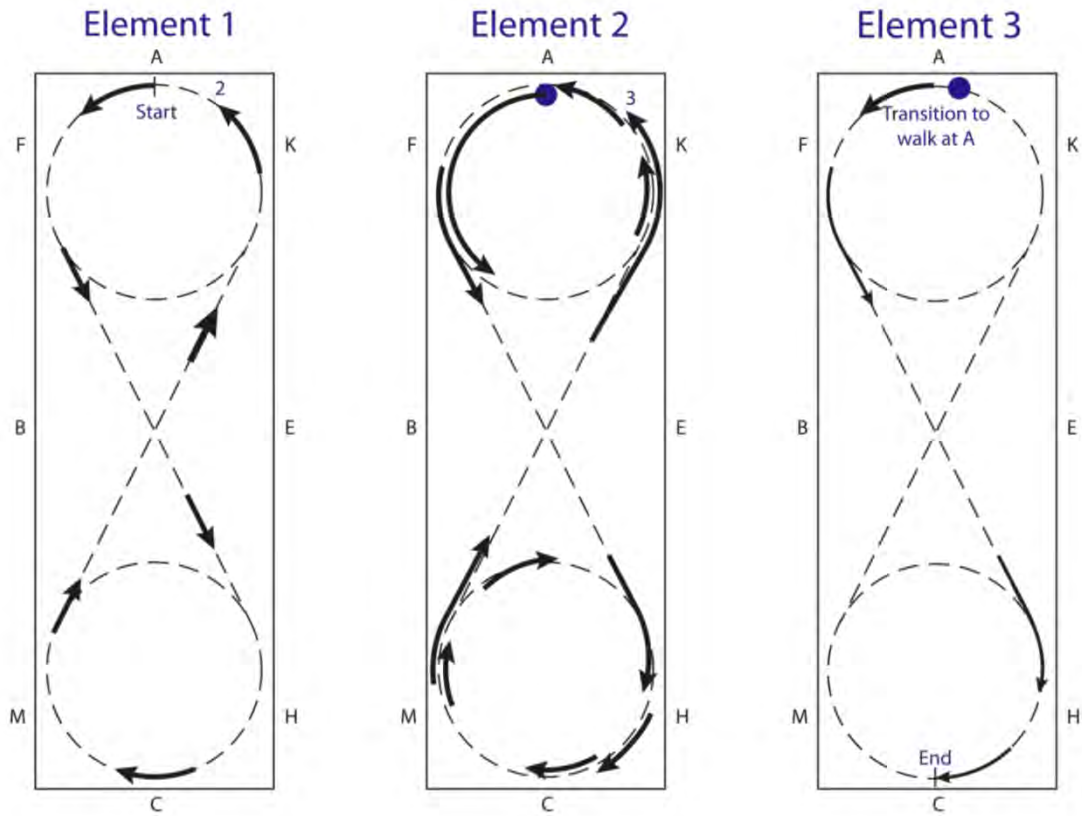 Element 1
A
2
Start
F
K
B
E
M
H
C
Element 2
A
3
F
K
B
E
M
H
C
Element 3
A
Transition to
walk at A
F
K
B
E
End
M
H
C